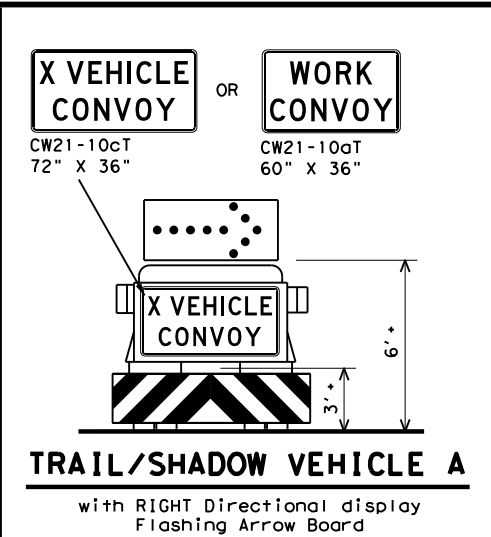 X VEHICLE
CONVOY
OR
WORK
CONVOY
CW21-10cT
72" X 36"
CW21-10aT
60" X 36"
X VEHICLE
CONVOY
6' +
3' +
TRAIL/SHADOW VEHICLE A
with RIGHT Directional display
Flashing Arrow Board